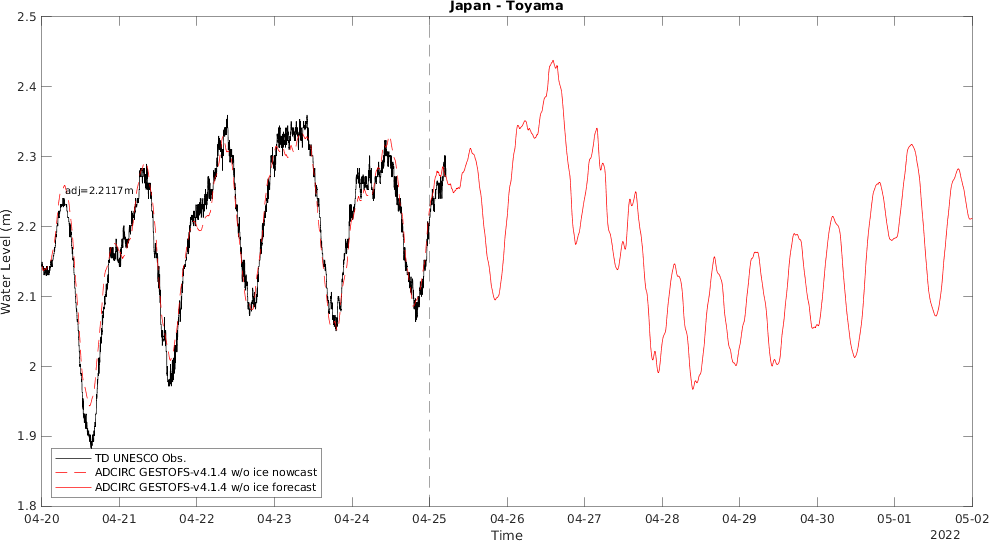 Japan - Toyama
Water Level (m)
2.5
2.4
2.3
2.2
2.1
2
1.9
1.8
adj=2.2117m
TD UNESCO Obs.
ADCIRC GESTOFS-v4.1.4 w/o ice nowcast
ADCIRC GESTOFS-v4.1.4 w/o ice forecast
04-20 04-21 04-22 04-23 04-24 04-25 04-26 04-27 04-28 04-29 04-30 05-01 05-02
Time
2022